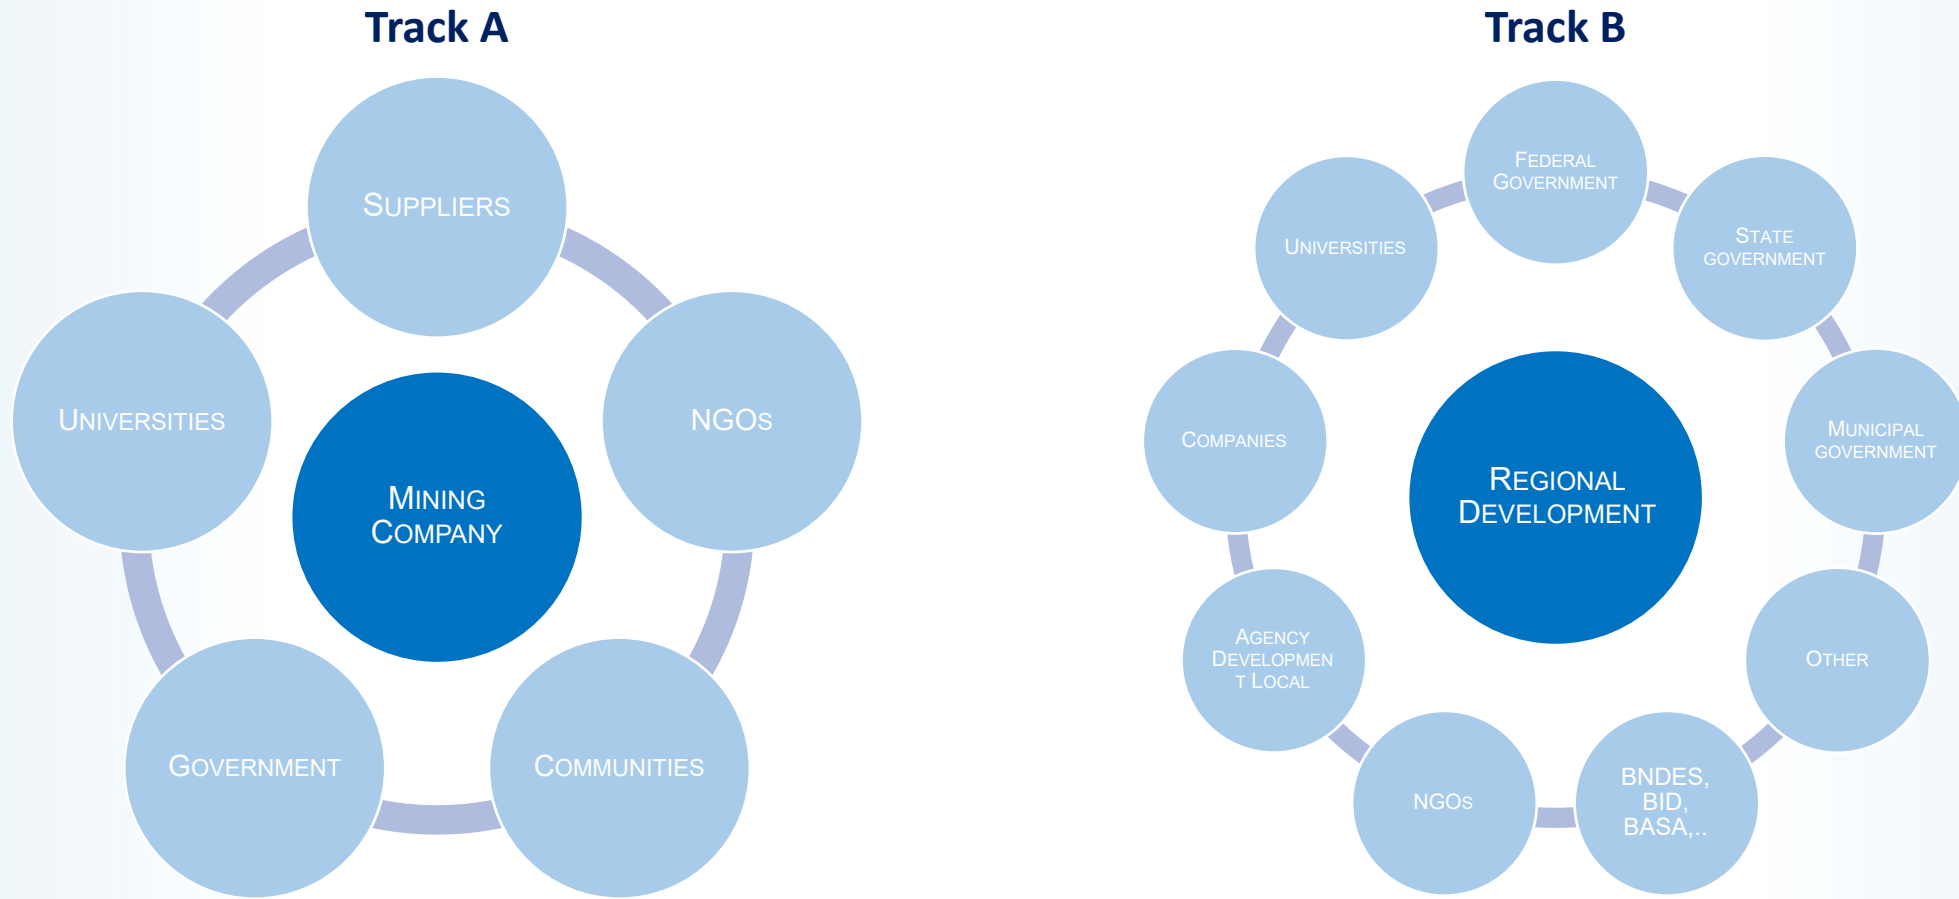 Track A
SUPPLIERS
NGOS
COMMUNITIES
GOVERNMENT
UNIVERSITIES
MINING
COMPANY
Track B
FEDERAL
GOVERNMENT
STATE
GOVERNMENT
MUNICIPAL
GOVERNMENT
OTHER
BNDES,
BID,
BASA,..
NGOS
AGENCY
DEVELOPMEN
T LOCAL
COMPANIES
UNIVERSITIES
REGIONAL
DEVELOPMENT